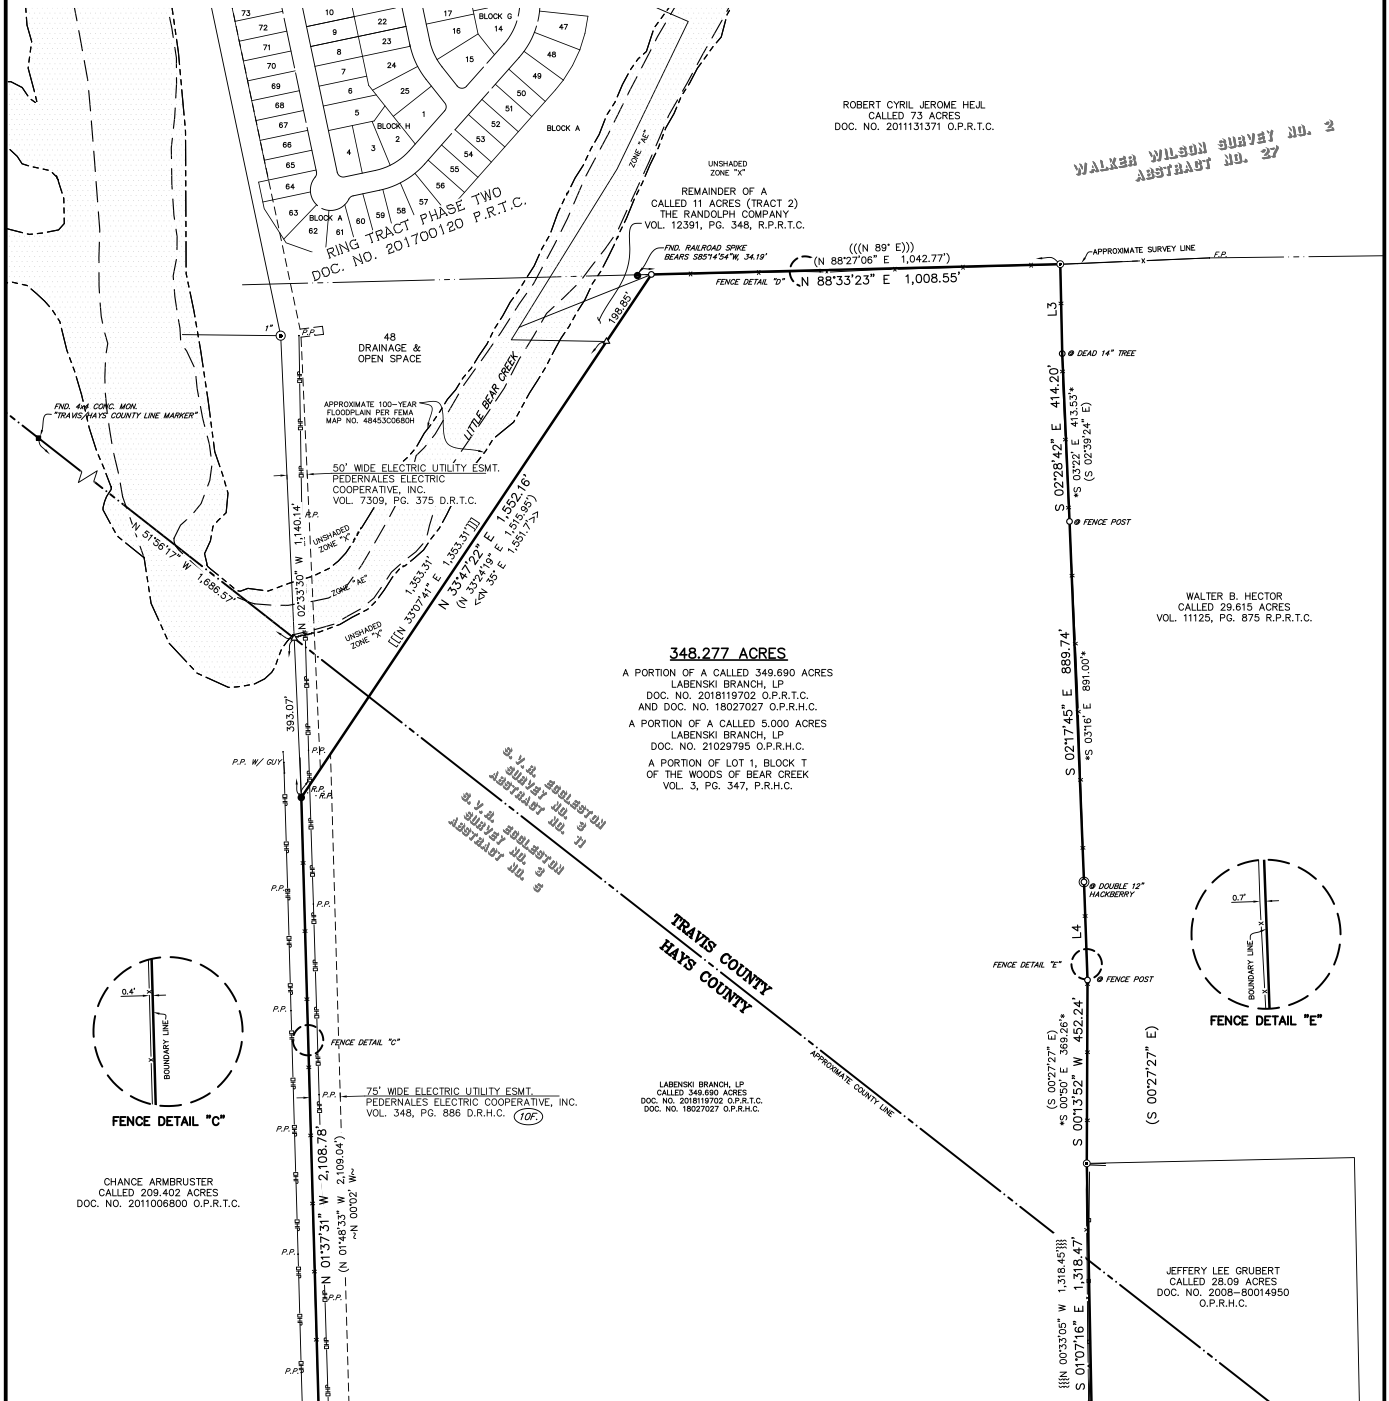 73
72
71
70
69
68
67
66
65
64
63
62
61
60
59
58
57
56
55
54
53
52
51
50
49
48
47
10
9
8
7
6
5
4
3
2
1
22
23
24
25
BLOCK H
17
16
15
14
BLOCK G
BLOCK A
BLOCK A
RING TRACT PHASE TWO
DOC. NO. 201700120 P.R.T.C.
ZONE "AE"
UNSHADED
ZONE "X"
REMAINDER OF A
CALLED 11 ACRES (TRACT 2)
THE RANDOLPH COMPANY
VOL. 12391, PG. 348, R.P.R.T.C.
ROBERT CYRIL JEROME HEJL
CALLED 73 ACRES
DOC. NO. 2011131371 O.P.R.T.C.
WALKER WILSON SURVEY NO. 2
ABSTRACT NO. 27
FND. RAILROAD SPIKE
BEARS S85°14'54"W, 34.19'
(((N 89° E)))
(N 88°27'06" E 1,042.77')
N 88°33'23" E 1,008.55'
FENCE DETAIL "D"
APPROXIMATE SURVEY LINE
F.P.
198.85'
1"
P.P.
48
DRAINAGE &
OPEN SPACE
L3
@ DEAD 14" TREE
S 02°28'42" E 414.20'
*S 03°22' E 413.53'*
(S 02°39'24" E)
@ FENCE POST
FND. 4x4 CONC. MON.
"TRAVIS/HAYS COUNTY LINE MARKER"
APPROXIMATE 100-YEAR
FLOODPLAIN PER FEMA
MAP NO. 48453C0680H
LITTLE BEAR CREEK
50' WIDE ELECTRIC UTILITY ESMT.
PEDERNALES ELECTRIC
COOPERATIVE, INC.
VOL. 7309, PG. 375 D.R.T.C.
P.P.
UNSHADED
ZONE "X"
ZONE "AE"
UNSHADED
ZONE "X"
N 51°56'17" W 1,686.57'
N 02°33'30" W 1,140.14'
1,353.31'
[[[N 33°07'41" E 1,353.31']]]
N 33°47'22" E 1,552.16'
(N 33°24'19" E 1,515.95')
<<N 35° E 1,551.7'>>
393.07'
P.P. W/ GUY
P.P.
R.P.
R.P.
348.277 ACRES
A PORTION OF A CALLED 349.690 ACRES
LABENSKI BRANCH, LP
DOC. NO. 2018119702 O.P.R.T.C.
AND DOC. NO. 18027027 O.P.R.H.C.
A PORTION OF A CALLED 5.000 ACRES
LABENSKI BRANCH, LP
DOC. NO. 21029795 O.P.R.H.C.
A PORTION OF LOT 1, BLOCK T
OF THE WOODS OF BEAR CREEK
VOL. 3, PG. 347, P.R.H.C.
WALTER B. HECTOR
CALLED 29.615 ACRES
VOL. 11125, PG. 875 R.P.R.T.C.
S 02°17'45" E 889.74'
*S 03°16' E 891.00'*
S. V. R. EGGLESTON
SURVEY NO. 3
ABSTRACT NO. 11
S. V. R. EGGLESTON
SURVEY NO. 3
ABSTRACT NO. 5
@ DOUBLE 12"
HACKBERRY
L4
FENCE DETAIL "E"
@ FENCE POST
0.7'
BOUNDARY LINE
FENCE DETAIL "E"
TRAVIS COUNTY
HAYS COUNTY
APPROXIMATE COUNTY LINE
P.P.
P.P.
P.P.
0.4'
BOUNDARY LINE
FENCE DETAIL "C"
FENCE DETAIL "C"
75' WIDE ELECTRIC UTILITY ESMT.
PEDERNALES ELECTRIC COOPERATIVE, INC.
VOL. 348, PG. 886 D.R.H.C. 10F.
P.P.
P.P.
LABENSKI BRANCH, LP
CALLED 349.690 ACRES
DOC. NO. 2018119702 O.P.R.T.C.
DOC. NO. 18027027 O.P.R.H.C.
(S 00°27'27" E)
*S 00°50' E 369.26'*
S 00°13'52" W 452.24'
(S 00°27'27" E)
CHANCE ARMBRUSTER
CALLED 209.402 ACRES
DOC. NO. 2011006800 O.P.R.T.C.
N 01°37'31" W 2,108.78'
(N 01°48'33" W 2,109.04')
~N 00°02' W~
P.P.
P.P.
P.P.
JEFFERY LEE GRUBERT
CALLED 28.09 ACRES
DOC. NO. 2008-80014950
O.P.R.H.C.
§§§N 00°33'05" W 1,318.45'§§§
S 01°07'16" E 1,318.47'